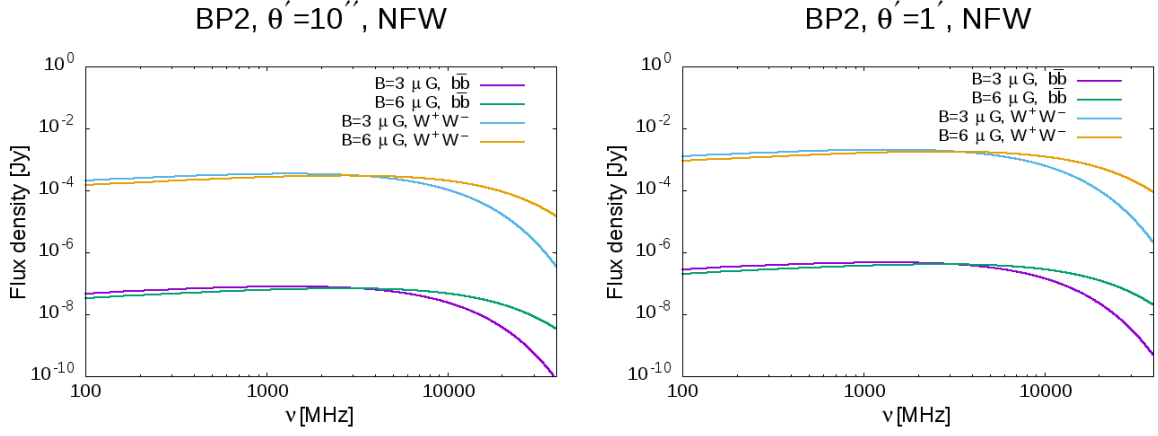 BP2, θ′=10′′, NFW
Flux density [Jy]
10^0
10^-2
10^-4
10^-6
10^-8
10^-10
B=3 μ G, bb̅
B=6 μ G, bb̅
B=3 μ G, W^+ W^-
B=6 μ G, W^+ W^-
100
1000
10000
ν [MHz]
BP2, θ′=1′, NFW
Flux density [Jy]
10^0
10^-2
10^-4
10^-6
10^-8
10^-10
B=3 μ G, bb̅
B=6 μ G, bb̅
B=3 μ G, W^+ W^-
B=6 μ G, W^+ W^-
100
1000
10000
ν [MHz]